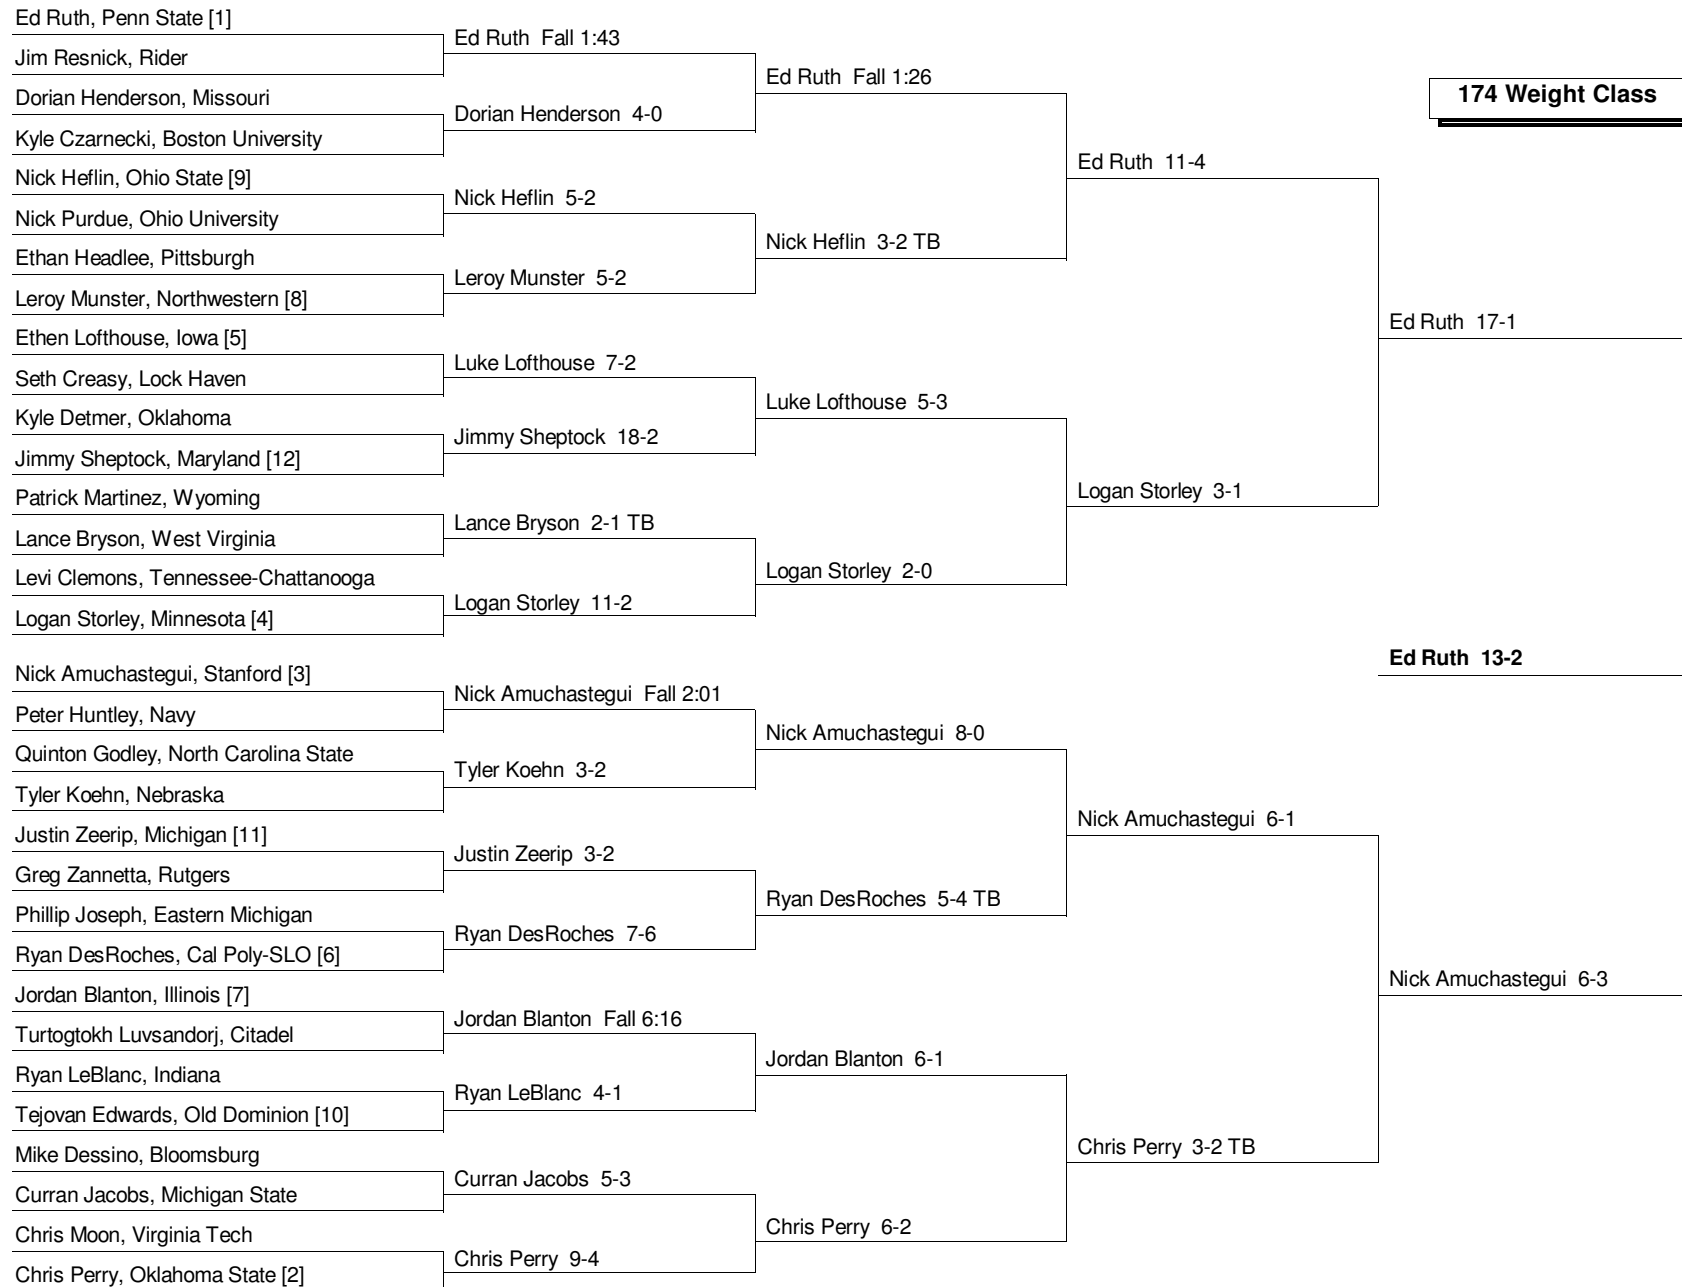 Ed Ruth, Penn State [1]
Jim Resnick, Rider
Dorian Henderson, Missouri
Kyle Czarnecki, Boston University
Nick Heflin, Ohio State [9]
Nick Purdue, Ohio University
Ethan Headlee, Pittsburgh
Leroy Munster, Northwestern [8]
Ethen Lofthouse, Iowa [5]
Seth Creasy, Lock Haven
Kyle Detmer, Oklahoma
Jimmy Sheptock, Maryland [12]
Patrick Martinez, Wyoming
Lance Bryson, West Virginia
Levi Clemons, Tennessee-Chattanooga
Logan Storley, Minnesota [4]
Nick Amuchastegui, Stanford [3]
Peter Huntley, Navy
Quinton Godley, North Carolina State
Tyler Koehn, Nebraska
Justin Zeerip, Michigan [11]
Greg Zannetta, Rutgers
Phillip Joseph, Eastern Michigan
Ryan DesRoches, Cal Poly-SLO [6]
Jordan Blanton, Illinois [7]
Turtogtokh Luvsandorj, Citadel
Ryan LeBlanc, Indiana
Tejovan Edwards, Old Dominion [10]
Mike Dessino, Bloomsburg
Curran Jacobs, Michigan State
Chris Moon, Virginia Tech
Chris Perry, Oklahoma State [2]
Ed Ruth Fall 1:43
Dorian Henderson 4-0
Nick Heflin 5-2
Leroy Munster 5-2
Luke Lofthouse 7-2
Jimmy Sheptock 18-2
Lance Bryson 2-1 TB
Logan Storley 11-2
Nick Amuchastegui Fall 2:01
Tyler Koehn 3-2
Justin Zeerip 3-2
Ryan DesRoches 7-6
Jordan Blanton Fall 6:16
Ryan LeBlanc 4-1
Curran Jacobs 5-3
Chris Perry 9-4
Ed Ruth Fall 1:26
Nick Heflin 3-2 TB
Luke Lofthouse 5-3
Logan Storley 2-0
Nick Amuchastegui 8-0
Ryan DesRoches 5-4 TB
Jordan Blanton 6-1
Chris Perry 6-2
Ed Ruth 11-4
Logan Storley 3-1
Nick Amuchastegui 6-1
Chris Perry 3-2 TB
174 Weight Class
Ed Ruth 17-1
Ed Ruth 13-2
Nick Amuchastegui 6-3